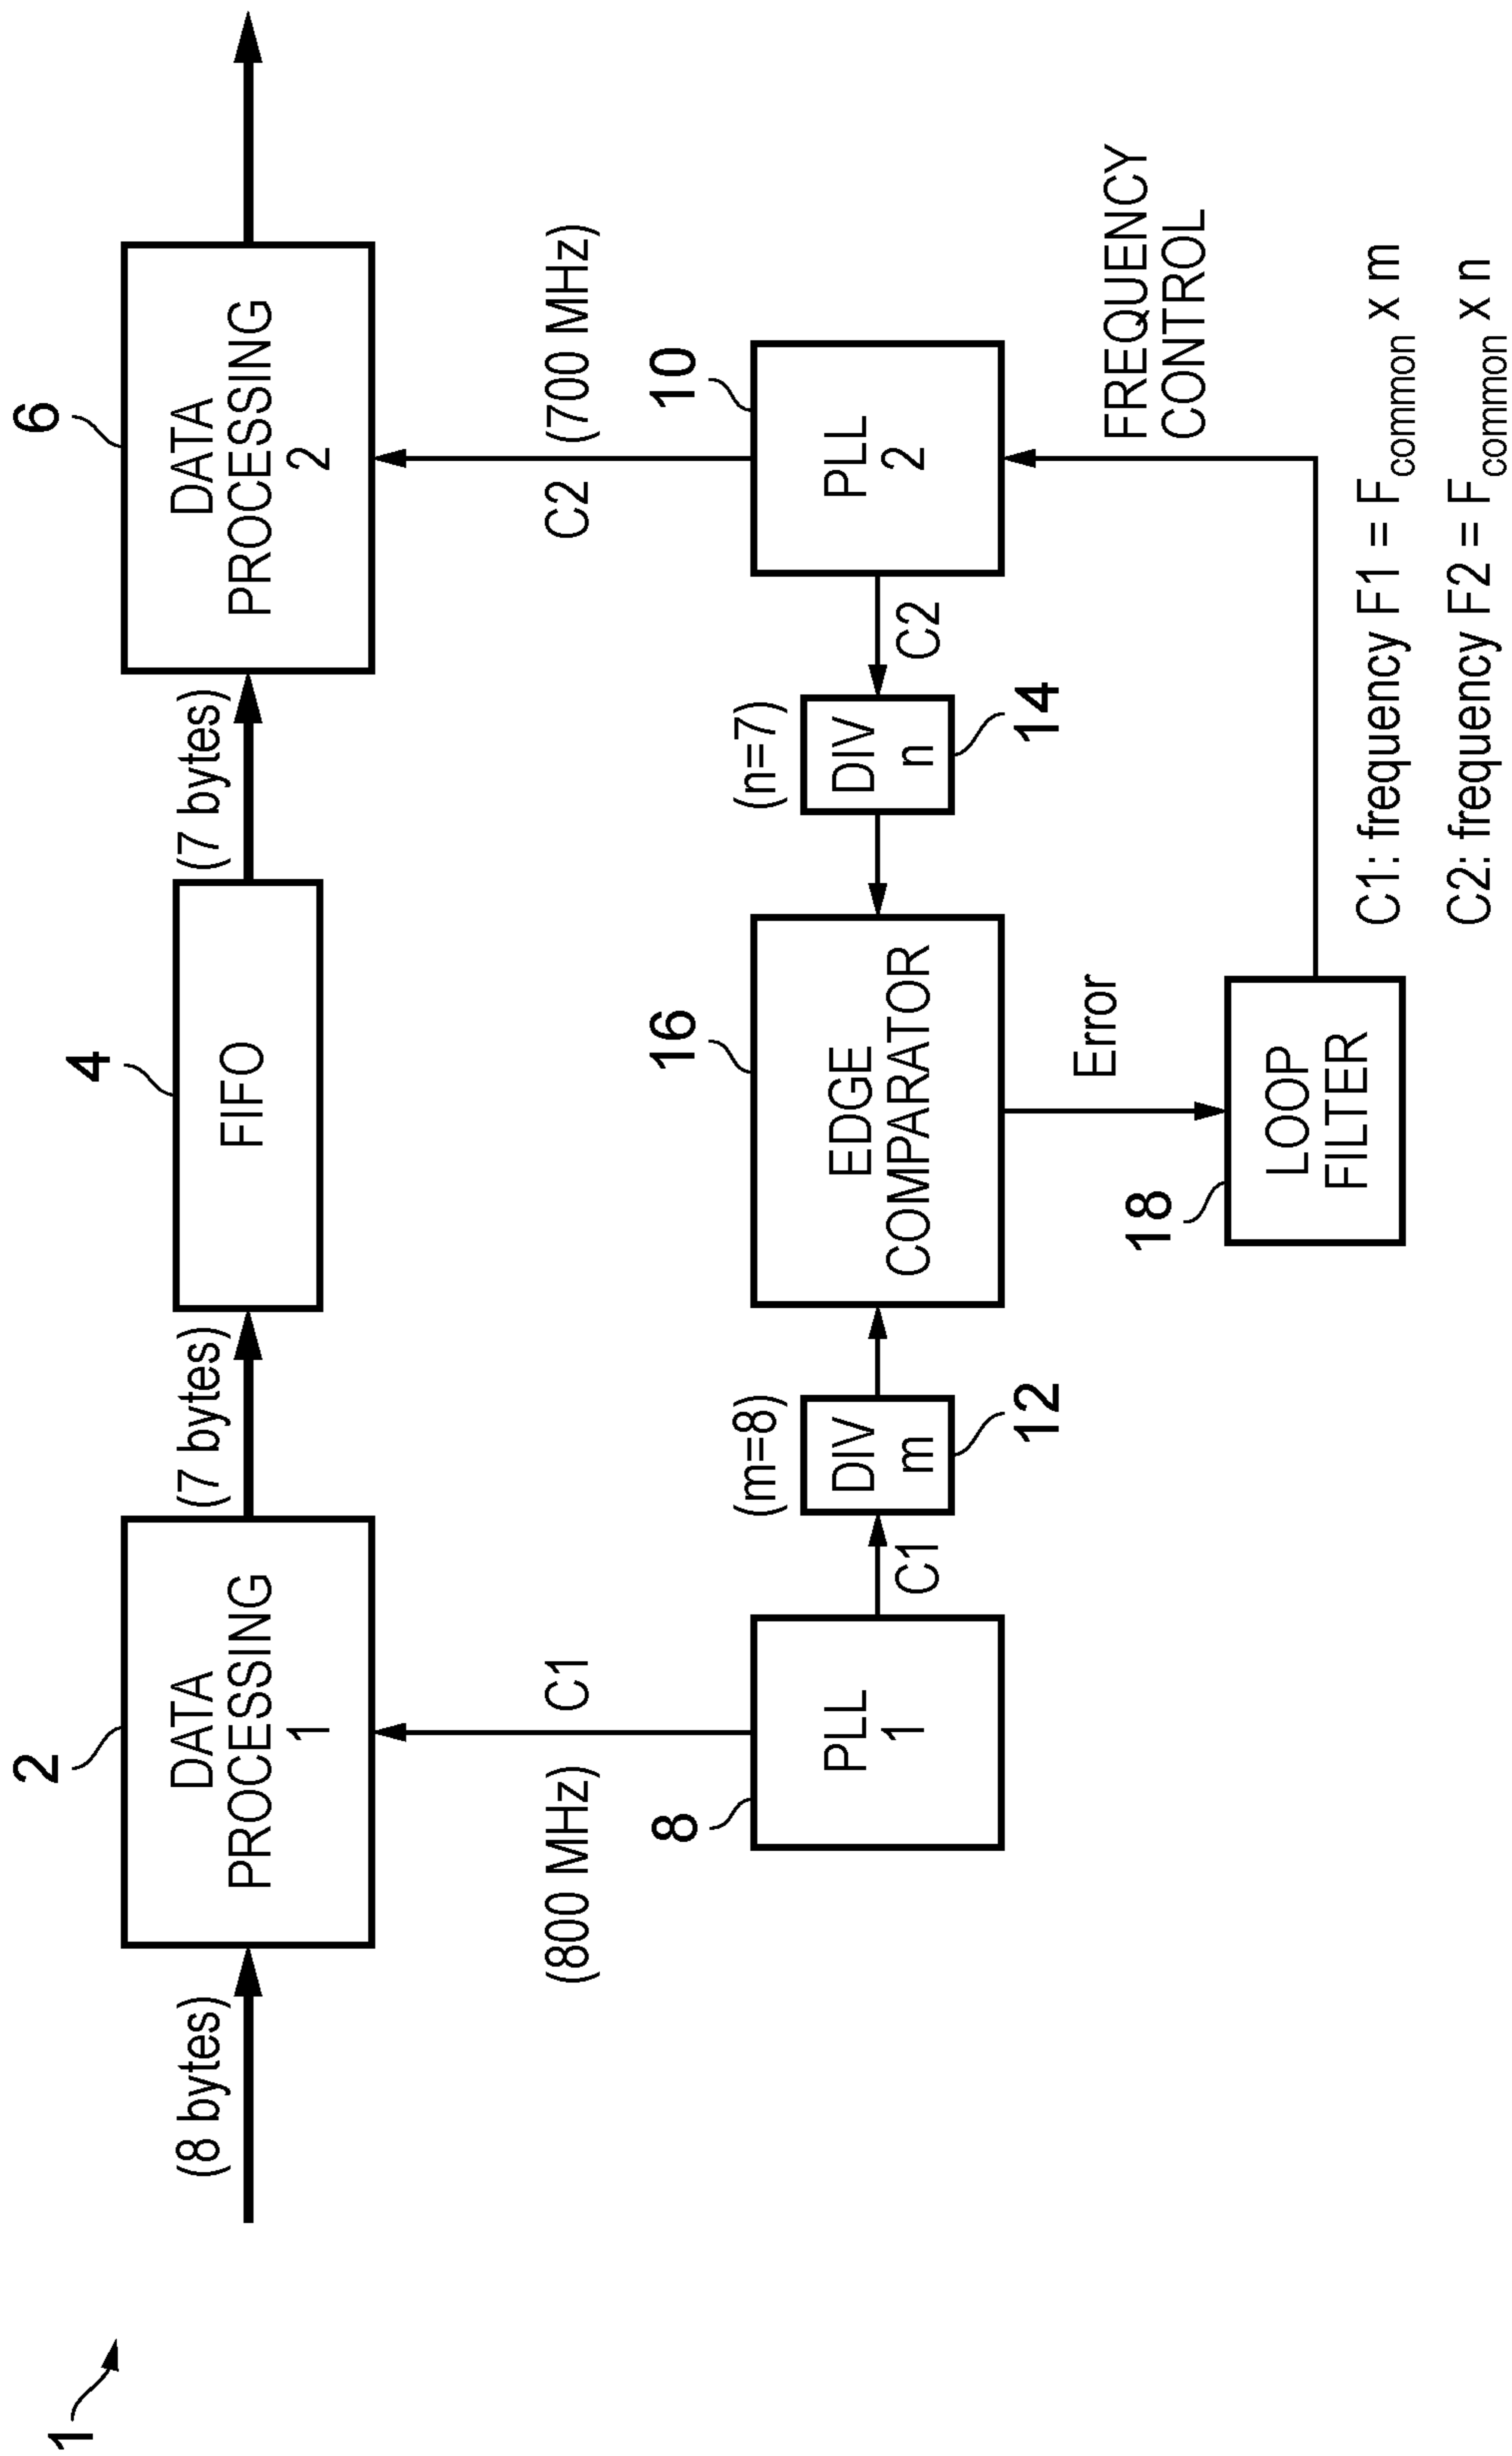 1
(8 bytes)
2
DATA
PROCESSING
1
(7 bytes)
4
FIFO
(7 bytes)
6
DATA
PROCESSING
2
(800 MHz)
C1
C2
(700 MHz)
8
PLL
1
C1
(m=8)
DIV
m
12
16
EDGE
COMPARATOR
(n=7)
DIV
n
14
C2
10
PLL
2
Error
18
LOOP
FILTER
FREQUENCY
CONTROL
C1: frequency F1 = Fcommon x m
C2: frequency F2 = Fcommon x n